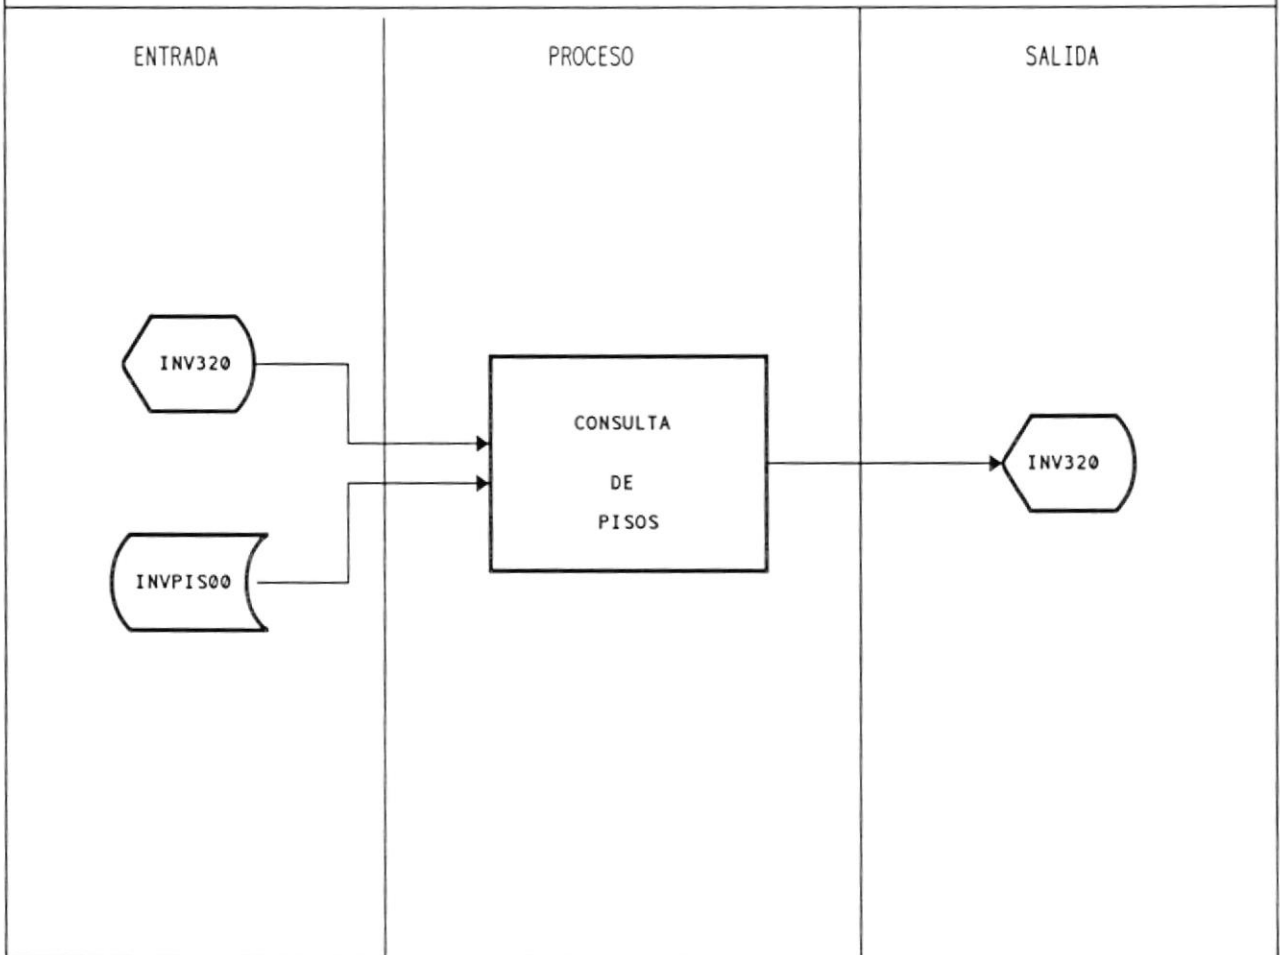 ENTRADA
PROCESO
SALIDA
INV320
INVPIS00
CONSULTA
DE
PISOS
INV320